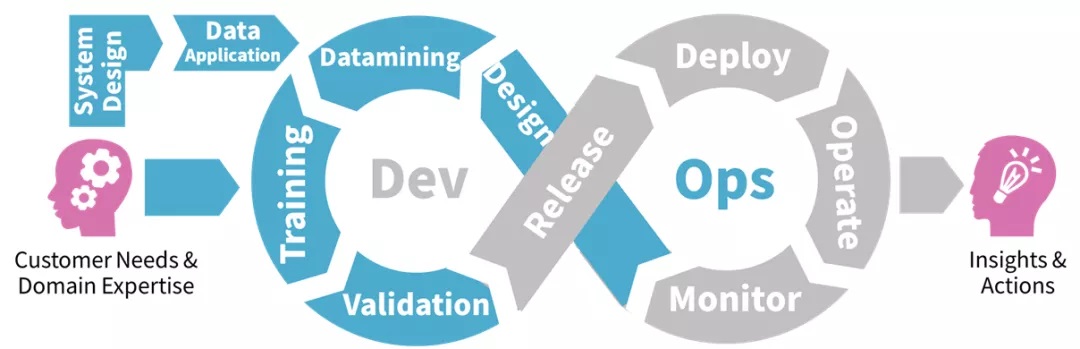 System
Design
Data
Application
Datamining
Design
Training
Dev
Validation
Release
Deploy
Ops
Operate
Monitor
Customer Needs &
Domain Expertise
Insights &
Actions